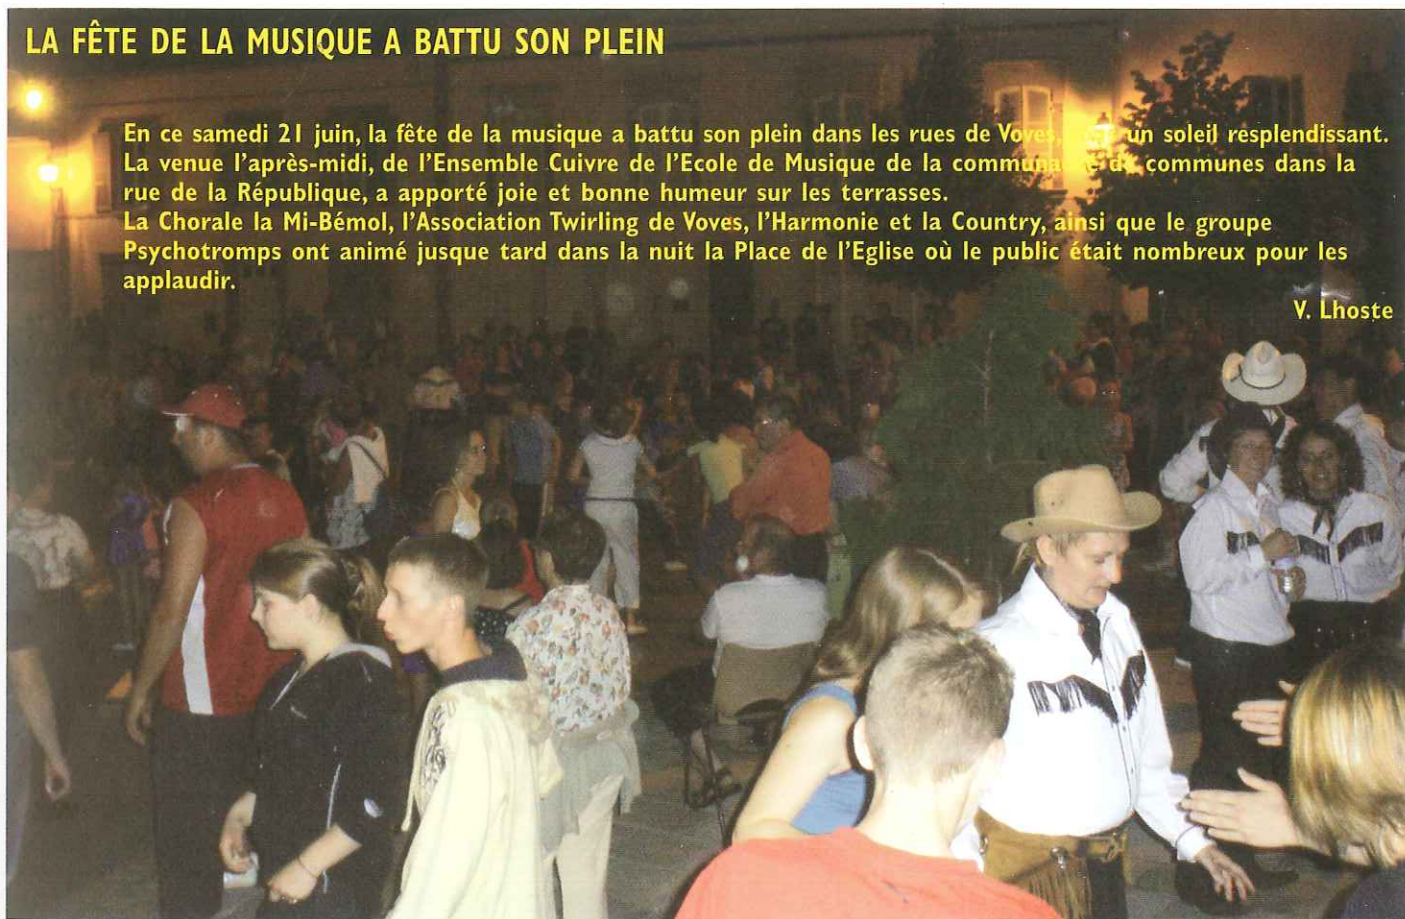 LA FÊTE DE LA MUSIQUE A BATTU SON PLEIN
En ce samedi 21 juin, la fête de la musique a battu son plein dans les rues de Voves, un soleil resplendissant.
La venue l'après-midi, de l'Ensemble Cuivre de l'Ecole de Musique de la communauté de communes dans la
rue de la République, a apporté joie et bonne humeur sur les terrasses.
La Chorale la Mi-Bémol, l'Association Twirling de Voves, l'Harmonie et la Country, ainsi que le groupe
Psychotromps ont animé jusque tard dans la nuit la Place de l'Eglise où le public était nombreux pour les
applaudir.
V. Lhoste